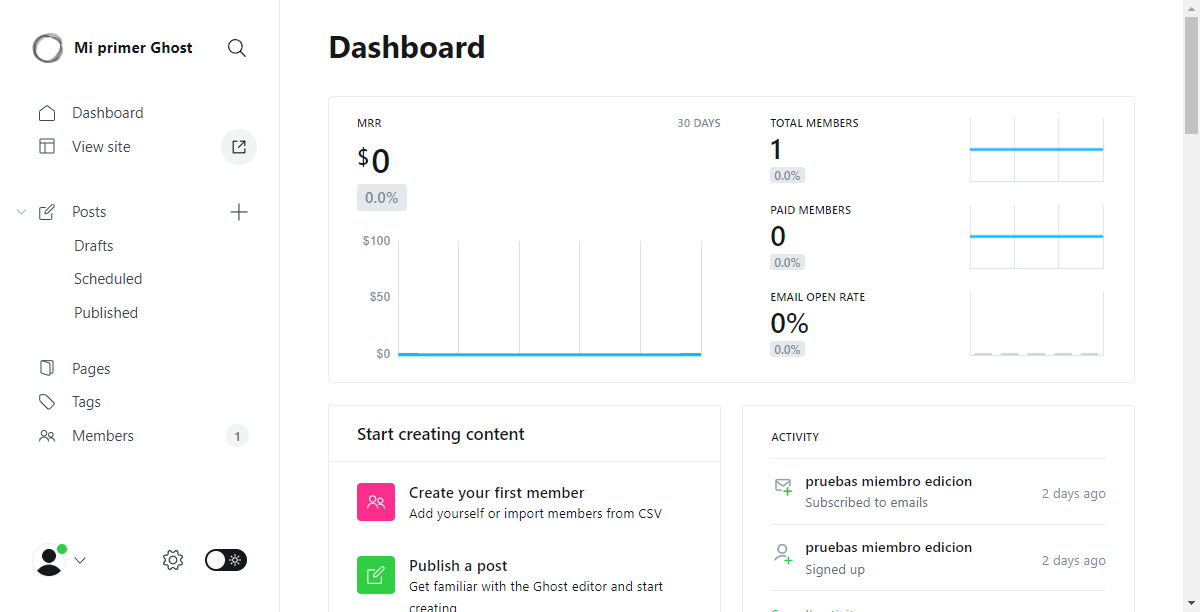 Mi primer Ghost
Dashboard
View site
Posts
Drafts
Scheduled
Published
Pages
Tags
Members
1
Dashboard
MRR
30 DAYS
$0
0.0%
$100
$50
$0
TOTAL MEMBERS
1
0.0%
PAID MEMBERS
0
0.0%
EMAIL OPEN RATE
0%
0.0%
Start creating content
Create your first member
Add yourself or import members from CSV
Publish a post
Get familiar with the Ghost editor and start
creating
ACTIVITY
pruebas miembro edicion
Subscribed to emails
2 days ago
pruebas miembro edicion
Signed up
2 days ago